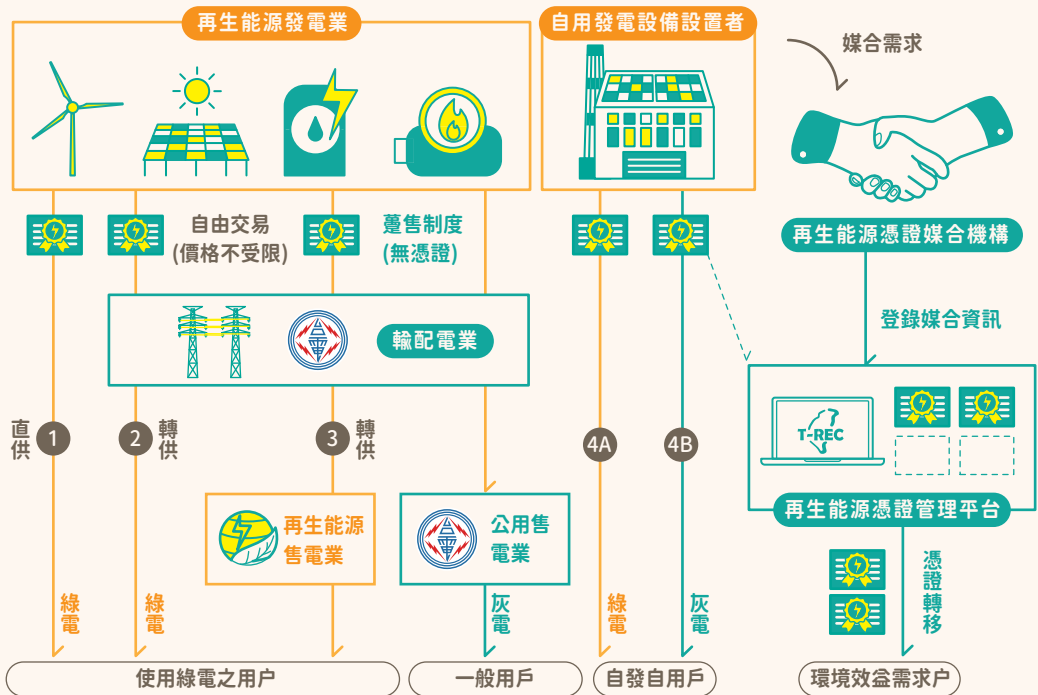 再生能源發電業
自用發電設備設置者
媒合需求
自由交易
(價格不受限)
躉售制度
(無憑證)
再生能源憑證媒合機構
台電
輸配電業
登錄媒合資訊
直供
1
2
轉供
3
轉供
4A
4B
T-REC
再生能源憑證管理平台
再生能源
售電業
台電
公用售
電業
綠電
綠電
灰電
綠電
灰電
憑證轉移
使用綠電之用户
一般用戶
自發自用戶
環境效益需求户